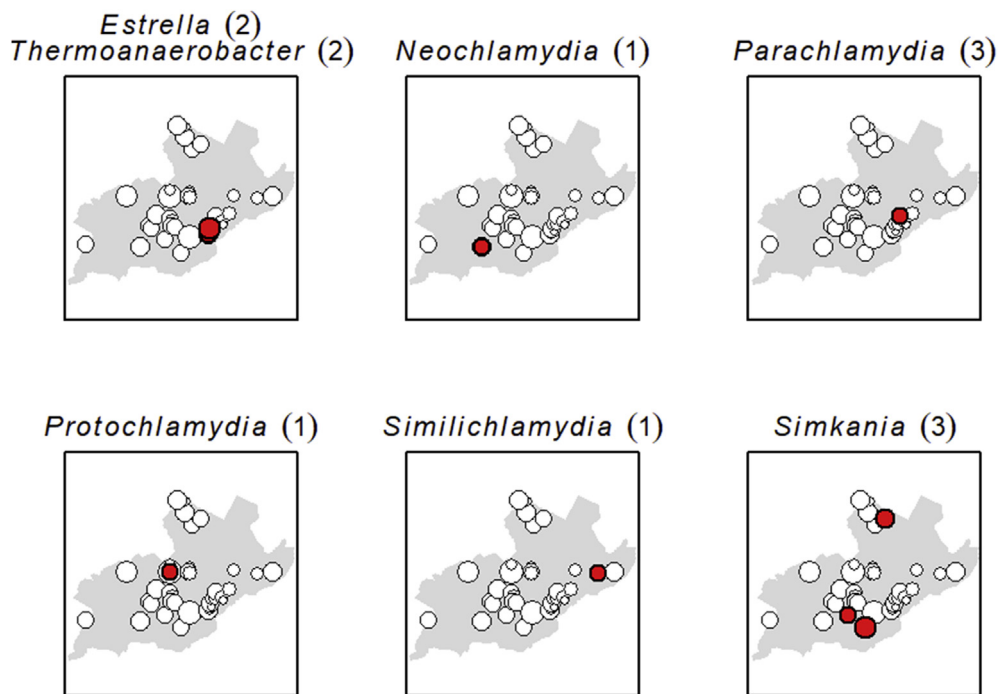 Estrella (2)
Thermoanaerobacter (2)
Neochlamydia (1)
Parachlamydia (3)
Protochlamydia (1)
Similichlamydia (1)
Simkania (3)